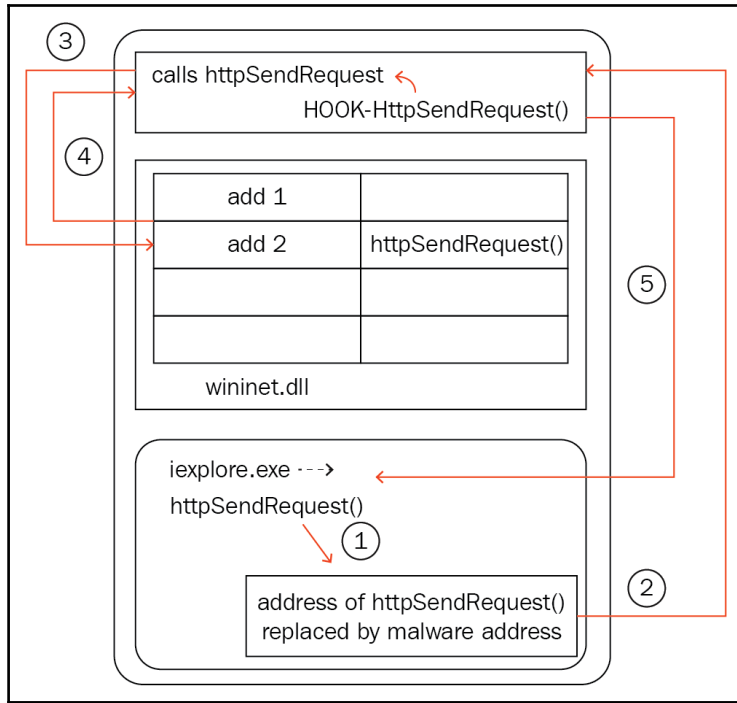 3
calls httpSendRequest
HOOK-HttpSendRequest()
4
add 1
add 2 httpSendRequest()
5
wininet.dll
iexplore.exe --->
httpSendRequest()
1
2
address of httpSendRequest()
replaced by malware address